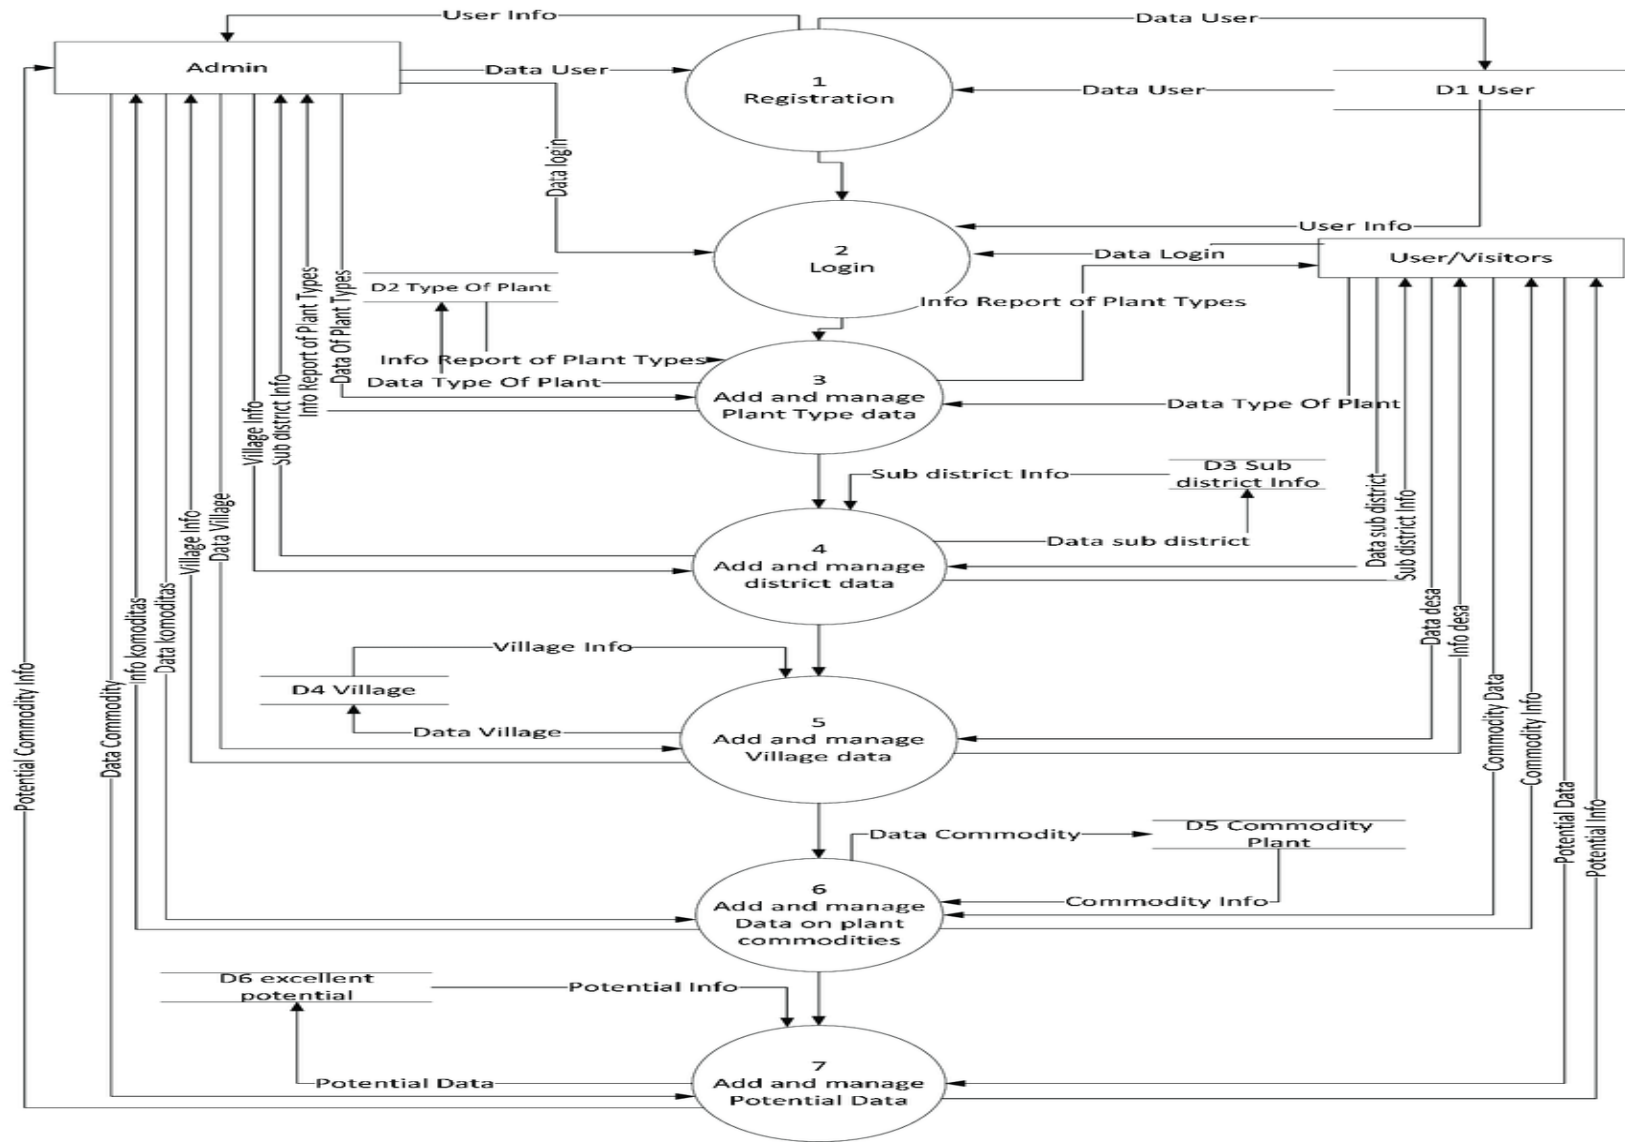 User Info
Data User
Admin
Data User
1
Registration
Data User
D1 User
Data login
User Info
2
Login
Data Login
User/Visitors
D2 Type Of Plant
Info Report of Plant Types
Info Report of Plant Types
Data Of Plant Types
Info Report of Plant Types
Data Type Of Plant
3
Add and manage
Plant Type data
Data Type Of Plant
Village Info
Sub district Info
Sub district Info
D3 Sub
district Info
Data sub district
Sub district Info
Village Info
Data Village
4
Add and manage
district data
Data sub district
Info komoditas
Data komoditas
Data desa
Info desa
Village Info
D4 Village
Data Village
5
Add and manage
Village data
Potential Commodity Info
Data Commodity
Commodity Data
Commodity Info
Potential Data
Potential Info
Data Commodity
D5 Commodity
Plant
6
Add and manage
Data on plant
commodities
Commodity Info
D6 excellent
potential
Potential Info
7
Add and manage
Potential Data
Potential Data